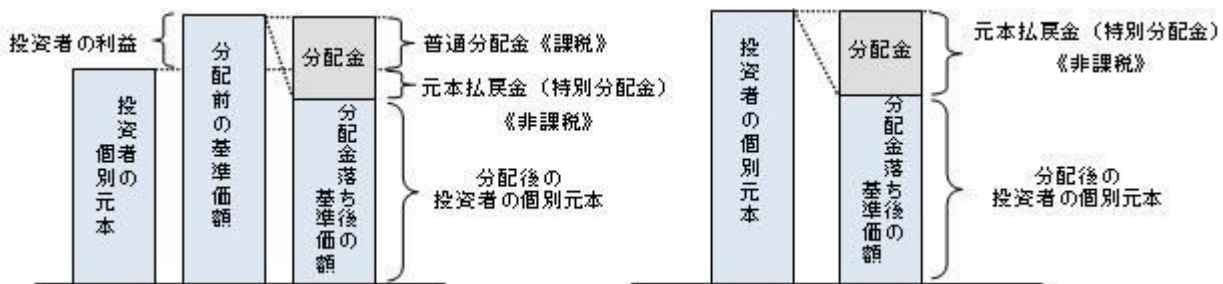 投資者の利益
投資者の
個別元本
分配前の基準価額
分配金
分配金落ち後の
基準価額
普通分配金《課税》
元本払戻金（特別分配金）
《非課税》
分配後の
投資者の個別元本
投資者の個別元本
分配金
分配金落ち後の
基準価額
元本払戻金（特別分配金）
《非課税》
分配後の
投資者の個別元本